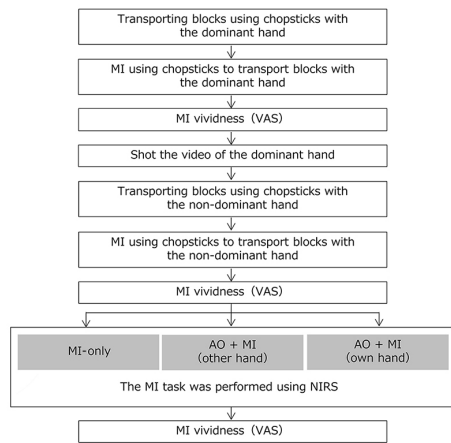 Transporting blocks using chopsticks with
the dominant hand
MI using chopsticks to transport blocks with
the dominant hand
MI vividness (VAS)
Shot the video of the dominant hand
Transporting blocks using chopsticks with
the non-dominant hand
MI using chopsticks to transport blocks with
the non-dominant hand
MI vividness (VAS)
MI-only
AO + MI
(other hand)
AO + MI
(own hand)
The MI task was performed using NIRS
MI vividness (VAS)